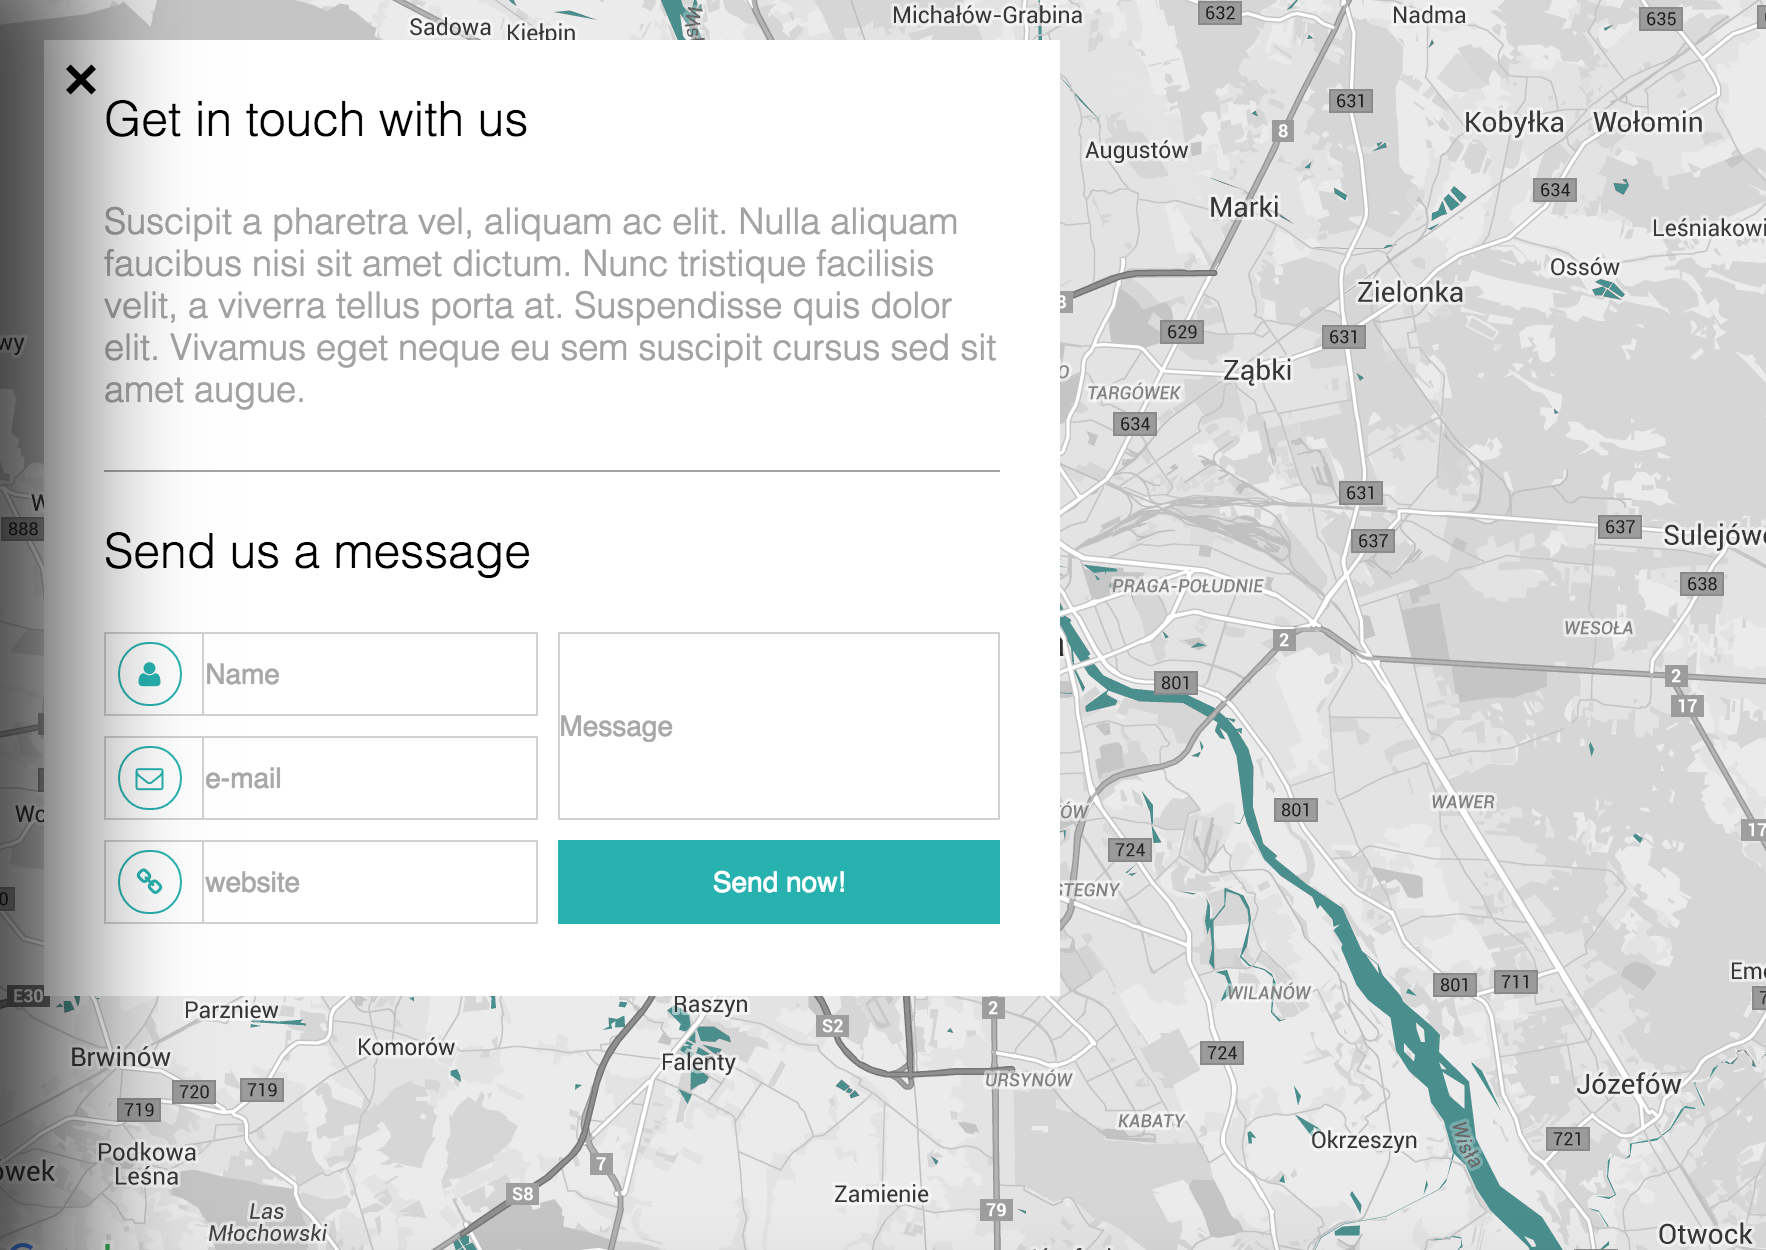 Sadowa
Kiełpin
Michałów-Grabina
632
Nadma
635
Get in touch with us
Suscipit a pharetra vel, aliquam ac elit. Nulla aliquam
faucibus nisi sit amet dictum. Nunc tristique facilisis
velit, a viverra tellus porta at. Suspendisse quis dolor
elit. Vivamus eget neque eu sem suscipit cursus sed sit
amet augue.
Send us a message
Name
e-mail
website
Message
Send now!
631
8
Kobyłka
Wołomin
Augustów
634
Marki
Leśniakowi
Ossów
Zielonka
629
631
Ząbki
TARGÓWEK
634
631
637
637
Sulejów
638
888
PRAGA-POŁUDNIE
WESOŁA
2
2
801
17
WAWER
801
17
724
STEGNY
WILANÓW
801
711
E30
Parzniew
Raszyn
S2
2
Brwinów
Komorów
Falenty
724
URSYNÓW
720
719
719
KABATY
Józefów
Okrzeszyn
721
Wisła
Podkowa
Leśna
7
S8
Zamienie
79
Las
Młochowski
Otwock